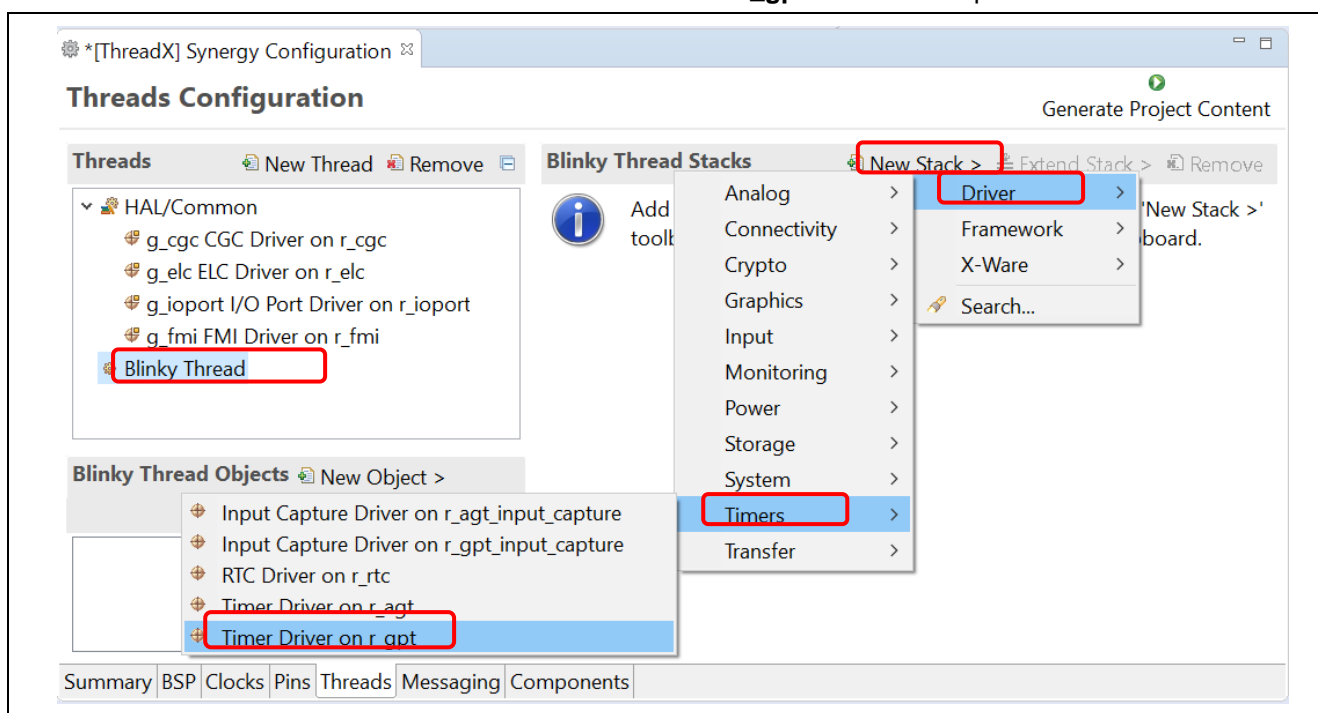 _gp
*[ThreadX] Synergy Configuration
Threads Configuration
Generate Project Content
Threads
New Thread
Remove
HAL/Common
g_cgc CGC Driver on r_cgc
g_elc ELC Driver on r_elc
g_ioport I/O Port Driver on r_ioport
g_fmi FMI Driver on r_fmi
Blinky Thread
Blinky Thread Stacks
New Stack >
Extend Stack >
Remove
Add
'New Stack >'
toolb
board.
Driver >
Framework >
X-Ware >
Search...
Analog >
Connectivity >
Crypto >
Graphics >
Input >
Monitoring >
Power >
Storage >
System >
Timers >
Transfer >
Blinky Thread Objects
New Object >
Input Capture Driver on r_agt_input_capture
Input Capture Driver on r_gpt_input_capture
RTC Driver on r_rtc
Timer Driver on r_agt
Timer Driver on r_gpt
Summary BSP Clocks Pins Threads Messaging Components